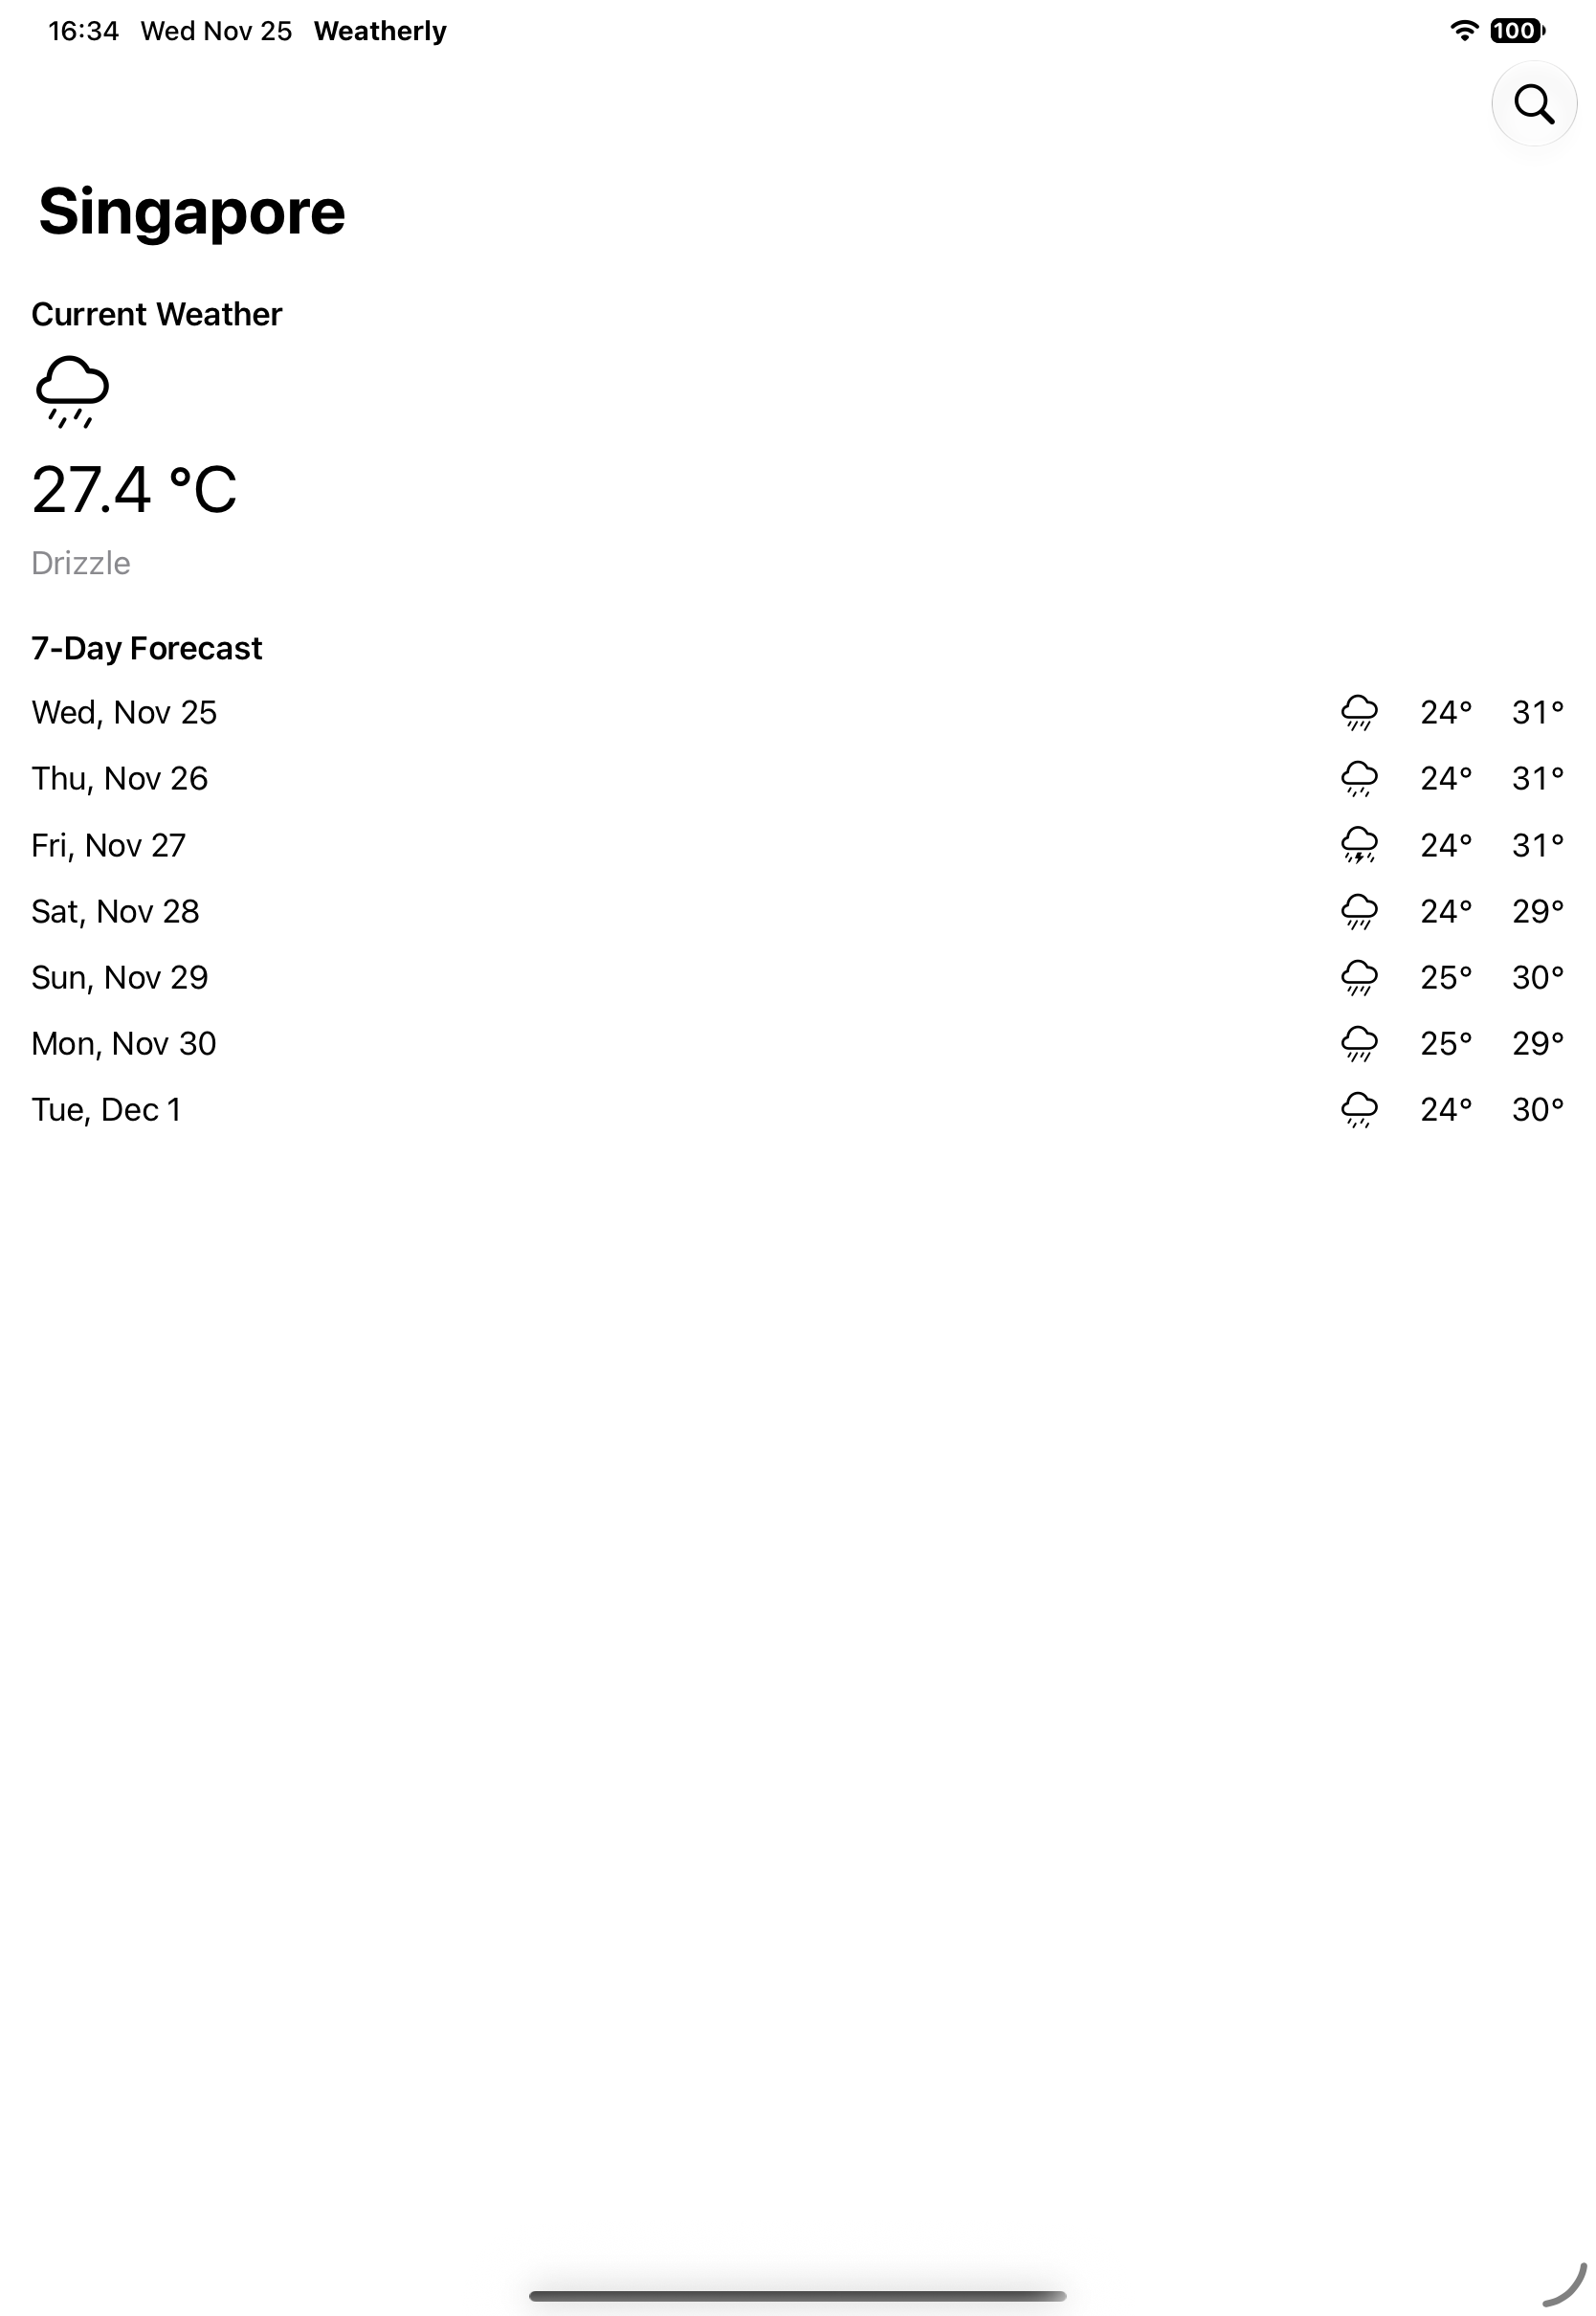 16:34 Wed Nov 25 Weatherly 100
Singapore
Current Weather
27.4 °C
Drizzle
7-Day Forecast
Wed, Nov 25 24° 31°
Thu, Nov 26 24° 31°
Fri, Nov 27 24° 31°
Sat, Nov 28 24° 29°
Sun, Nov 29 25° 30°
Mon, Nov 30 25° 29°
Tue, Dec 1 24° 30°